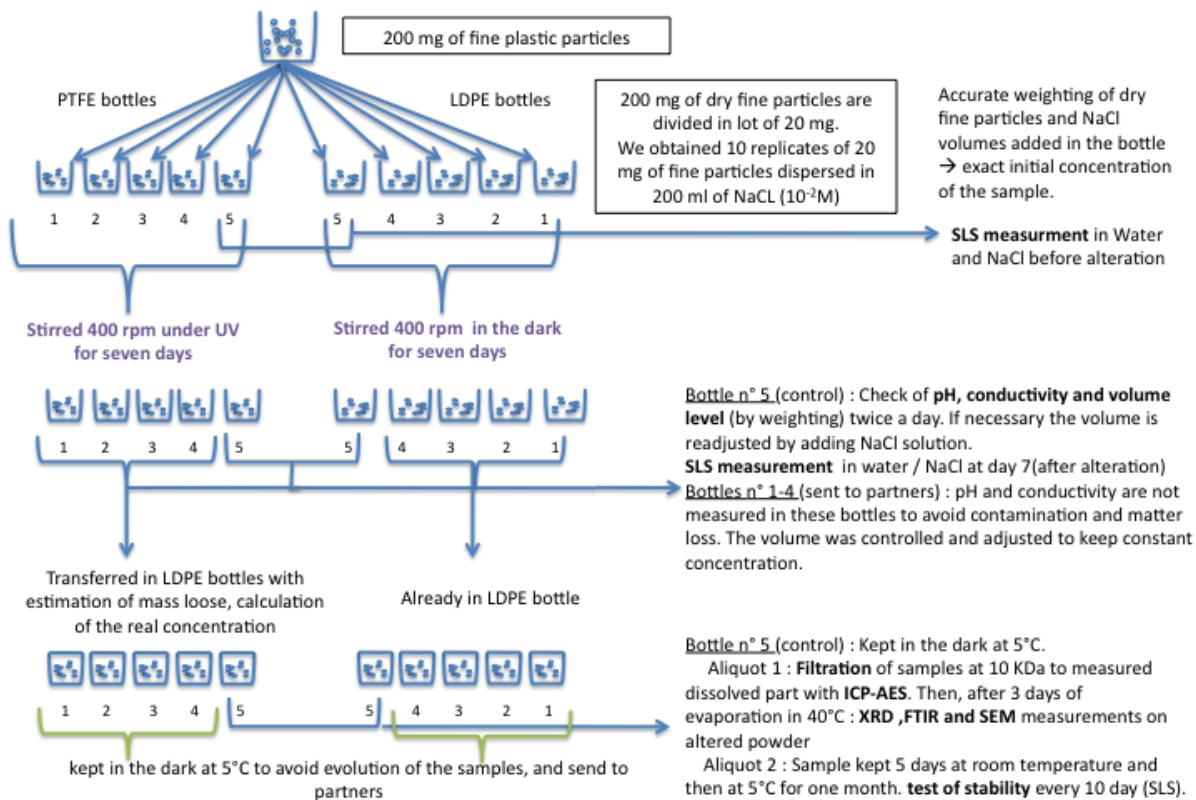 200 mg of fine plastic particles
PTFE bottles
LDPE bottles
200 mg of dry fine particles are
divided in lot of 20 mg.
We obtained 10 replicates of 20
mg of fine particles dispersed in
200 ml of NaCL (10⁻²M)
Accurate weighting of dry
fine particles and NaCl
volumes added in the bottle
→ exact initial concentration
of the sample.
1 2 3 4 5 5 4 3 2 1
SLS measurment in Water
and NaCl before alteration
Stirred 400 rpm under UV
for seven days
Stirred 400 rpm in the dark
for seven days
1 2 3 4 5 5 4 3 2 1
Bottle n° 5 (control) : Check of pH, conductivity and volume
level (by weighting) twice a day. If necessary the volume is
readjusted by adding NaCl solution.
SLS measurement in water / NaCl at day 7(after alteration)
Bottles n° 1-4 (sent to partners) : pH and conductivity are not
measured in these bottles to avoid contamination and matter
loss. The volume was controlled and adjusted to keep constant
concentration.
Transferred in LDPE bottles with
estimation of mass loose, calculation
of the real concentration
Already in LDPE bottle
1 2 3 4 5 5 4 3 2 1
Bottle n° 5 (control) : Kept in the dark at 5°C.
Aliquot 1 : Filtration of samples at 10 KDa to measured
dissolved part with ICP-AES. Then, after 3 days of
evaporation in 40°C : XRD ,FTIR and SEM measurements on
altered powder
Aliquot 2 : Sample kept 5 days at room temperature and
then at 5°C for one month. test of stability every 10 day (SLS).
kept in the dark at 5°C to avoid evolution of the samples, and send to
partners